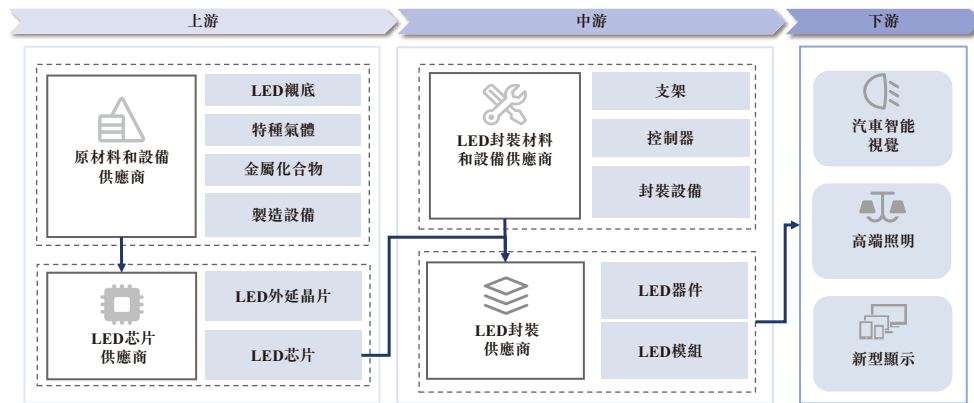 上游
中游
下游
原材料和設備
供應商
LED襯底
特種氣體
金屬化合物
製造設備
LED芯片
供應商
LED外延晶片
LED芯片
LED封裝材料
和設備供應商
支架
控制器
封裝設備
LED封裝
供應商
LED器件
LED模組
汽車智能
視覺
高端照明
新型顯示